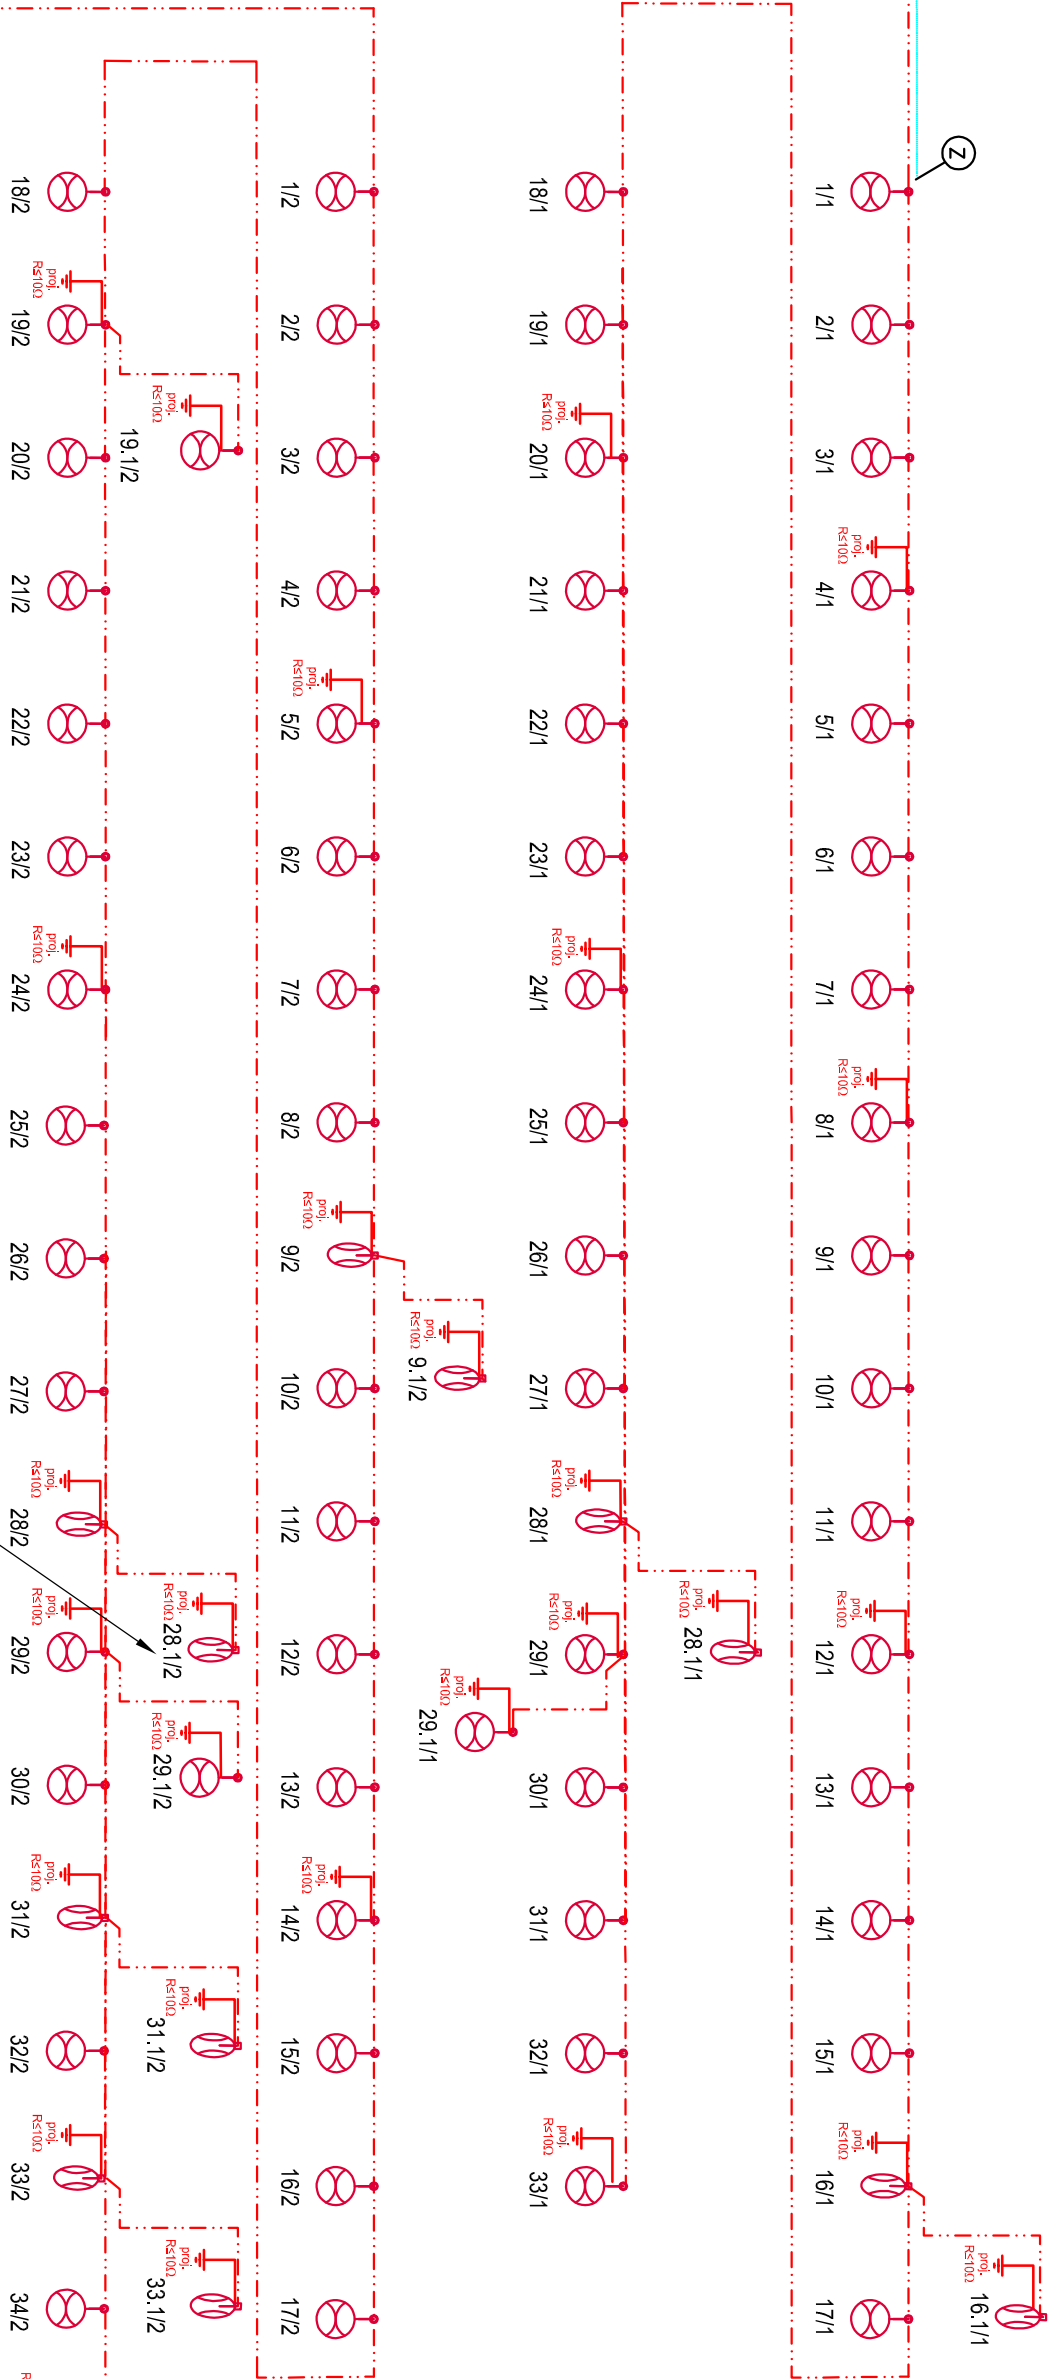 Z
proj.
R≤10Ω
16.1/1
1/1
2/1
3/1
proj.
R≤10Ω
4/1
5/1
6/1
7/1
proj.
R≤10Ω
8/1
9/1
10/1
11/1
proj.
R≤10Ω
12/1
13/1
14/1
15/1
proj.
R≤10Ω
16/1
17/1
proj.
R≤10Ω
28.1/1
18/1
19/1
proj.
R≤10Ω
20/1
21/1
22/1
23/1
proj.
R≤10Ω
24/1
25/1
26/1
27/1
proj.
R≤10Ω
28/1
proj.
R≤10Ω
29/1
30/1
31/1
32/1
proj.
R≤10Ω
33/1
proj.
R≤10Ω
29.1/1
proj.
R≤10Ω
9.1/2
1/2
2/2
3/2
4/2
proj.
R≤10Ω
5/2
6/2
7/2
8/2
proj.
R≤10Ω
9/2
10/2
11/2
12/2
13/2
proj.
R≤10Ω
14/2
15/2
16/2
17/2
proj.
R≤10Ω
19.1/2
proj.
R≤10Ω
28.1/2
proj.
R≤10Ω
29.1/2
proj.
R≤10Ω
31.1/2
proj.
R≤10Ω
33.1/2
18/2
proj.
R≤10Ω
19/2
20/2
21/2
22/2
23/2
proj.
R≤10Ω
24/2
25/2
26/2
27/2
proj.
R≤10Ω
28/2
proj.
R≤10Ω
29/2
30/2
proj.
R≤10Ω
31/2
32/2
proj.
R≤10Ω
33/2
34/2